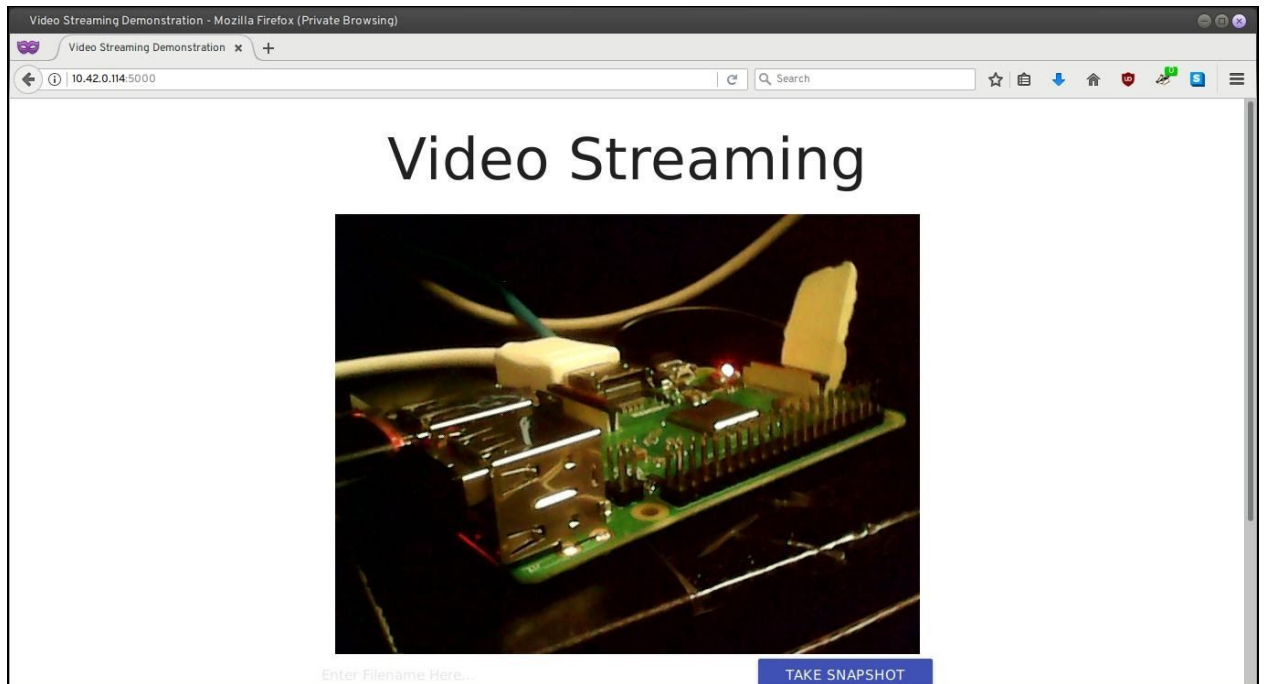 Video Streaming Demonstration - Mozilla Firefox (Private Browsing)
Video Streaming Demonstration
10.42.0.114:5000
Search
Video Streaming
Enter Filename Here...
TAKE SNAPSHOT